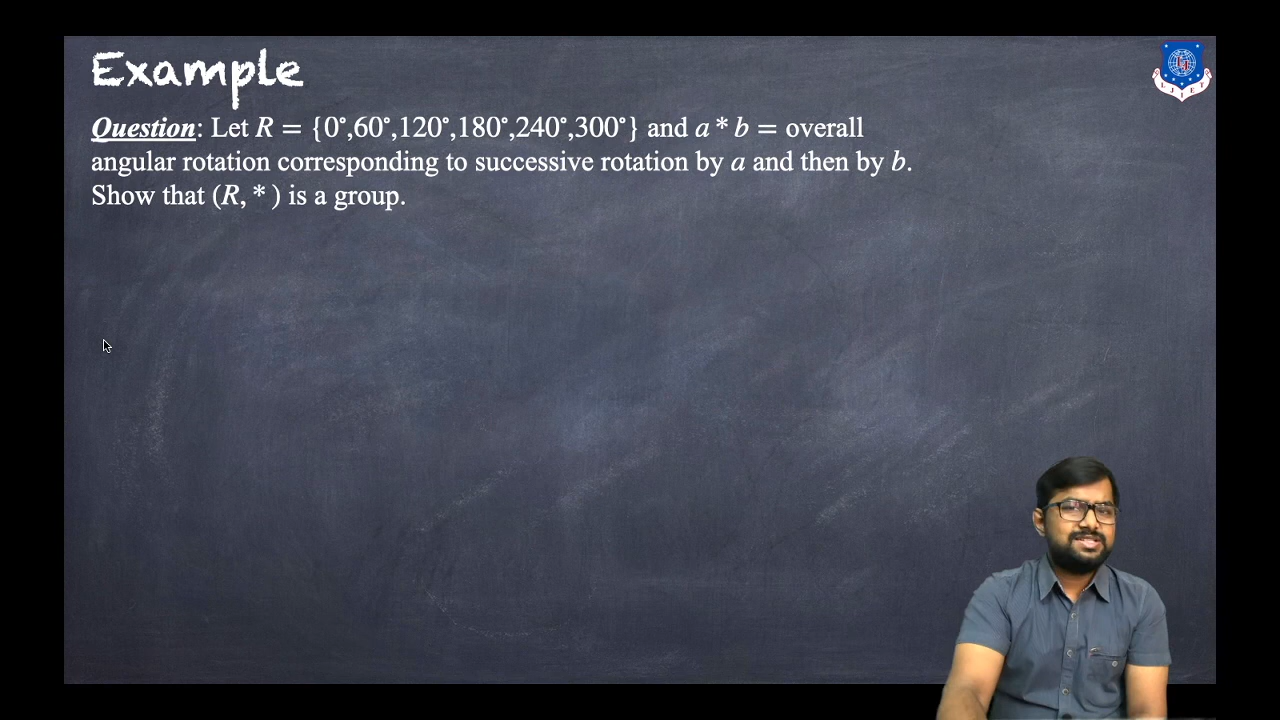 Example
Question: Let R = {0°,60°,120°,180°,240°,300°} and a * b = overall
angular rotation corresponding to successive rotation by a and then by b.
Show that (R, * ) is a group.